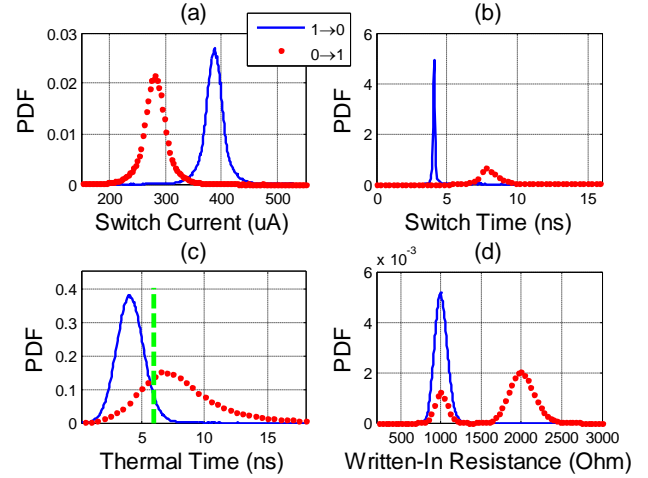 (a)
1→0
0→1
(b)
PDF
0.03
0.02
0.01
0
200
300
400
500
Switch Current (uA)
PDF
6
4
2
0
0
5
10
15
Switch Time (ns)
(c)
PDF
0.4
0.3
0.2
0.1
0
5
10
15
Thermal Time (ns)
(d)
x 10⁻³
PDF
6
4
2
0
1000
2000
3000
Written-In Resistance (Ohm)